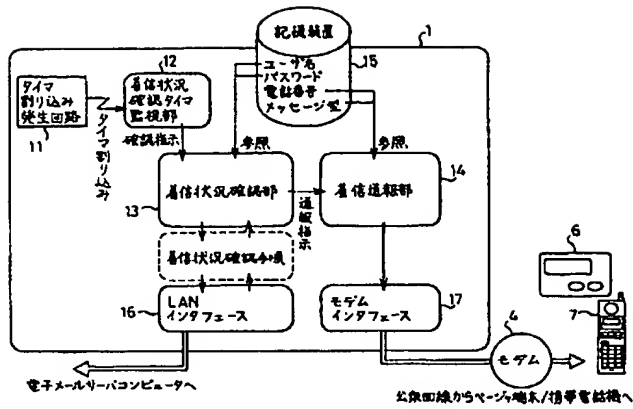 記憶装置
ユーザ名
パスワード
電話番号
メッセージ型
15
1
12
タイマ
割り込み
発生回路
11
タイマ割り込み
着信状況
確認タイマ
監視部
確認指示
参照
参照
着信状況確認部
13
通報指示
着信通報部
14
着信状況確認手順
LAN
インタフェース
16
モデム
インタフェース
17
6
7
4
モデム
電子メールサーバコンピュータへ
公衆回線からページャ端末/携帯電話機へ